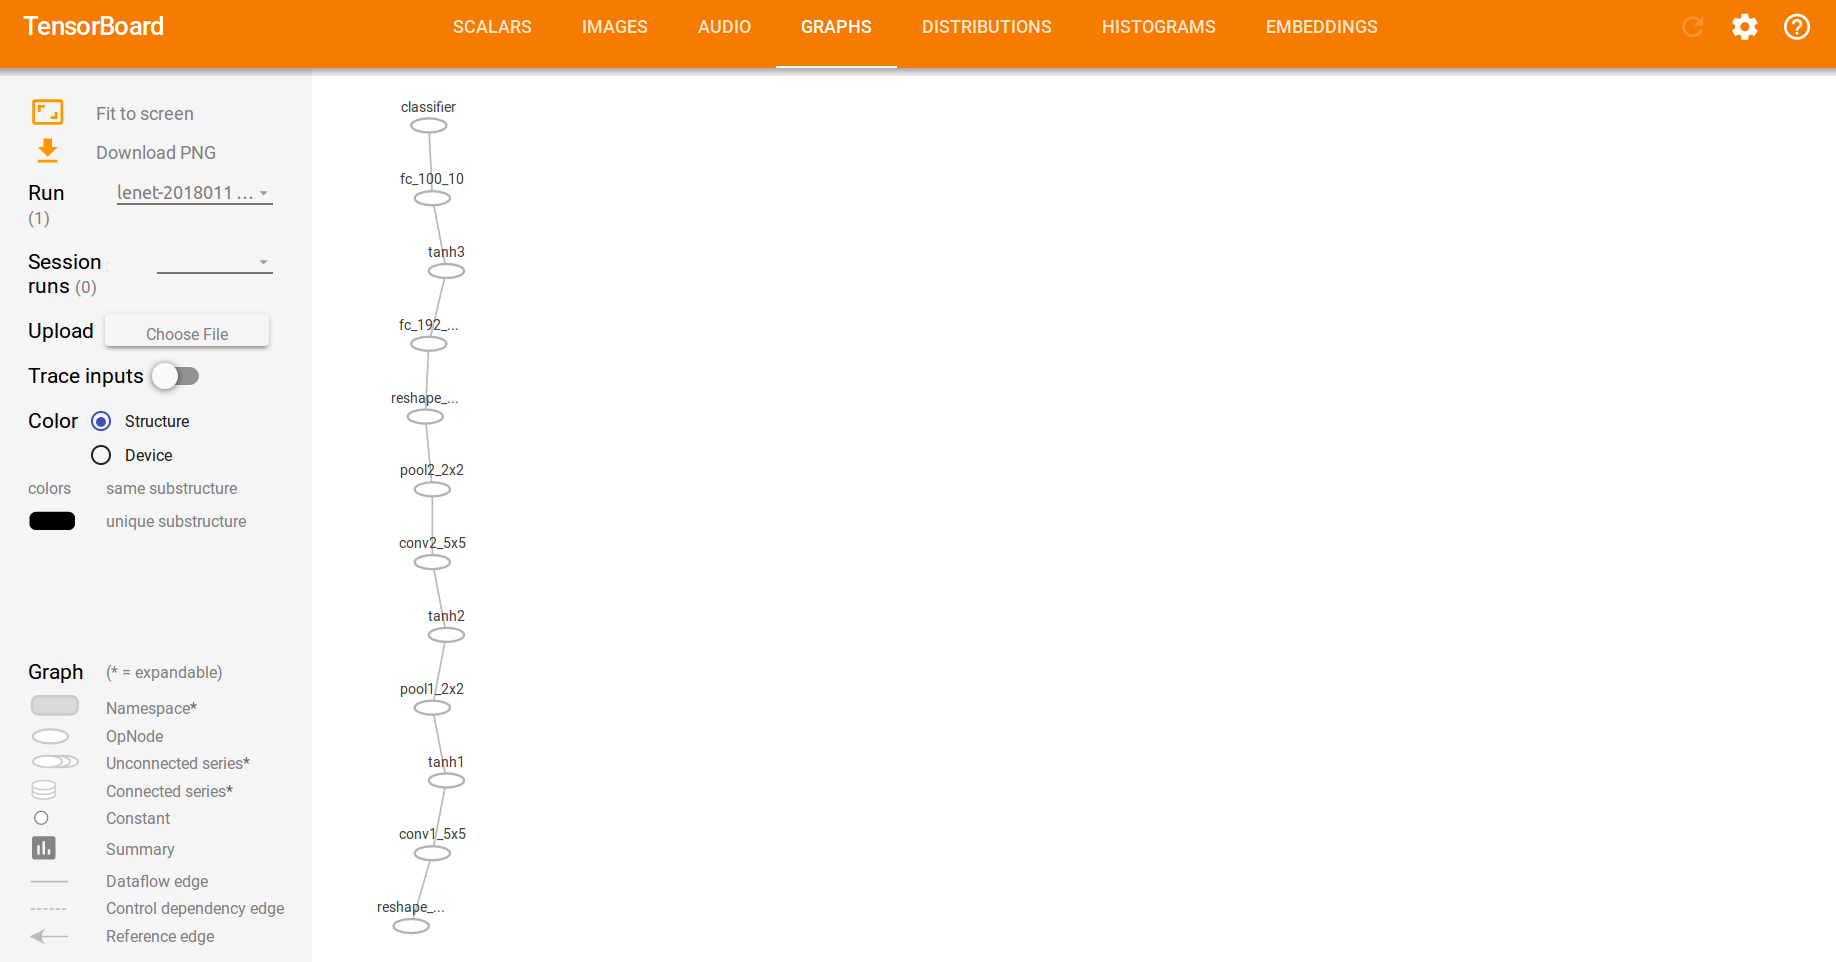 TensorBoard
SCALARS IMAGES AUDIO GRAPHS DISTRIBUTIONS HISTOGRAMS EMBEDDINGS
Fit to screen
Download PNG
Run
(1)
lenet-2018011 ...
Session
runs (0)
Upload
Choose File
Trace inputs
Color
Structure
Device
colors same substructure
unique substructure
Graph (* = expandable)
Namespace*
OpNode
Unconnected series*
Connected series*
Constant
Summary
Dataflow edge
Control dependency edge
Reference edge
classifier
fc_100_10
tanh3
fc_192_...
reshape_...
pool2_2x2
conv2_5x5
tanh2
pool1_2x2
tanh1
conv1_5x5
reshape_...